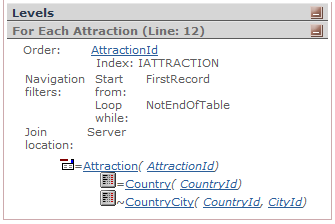 Levels
For Each Attraction (Line: 12)
Order: AttractionId
Index: IATTRACTION
Navigation filters: Start from: FirstRecord
Loop while: NotEndOfTable
Join location: Server
=Attraction( AttractionId)
=Country( CountryId)
~CountryCity( CountryId, CityId)